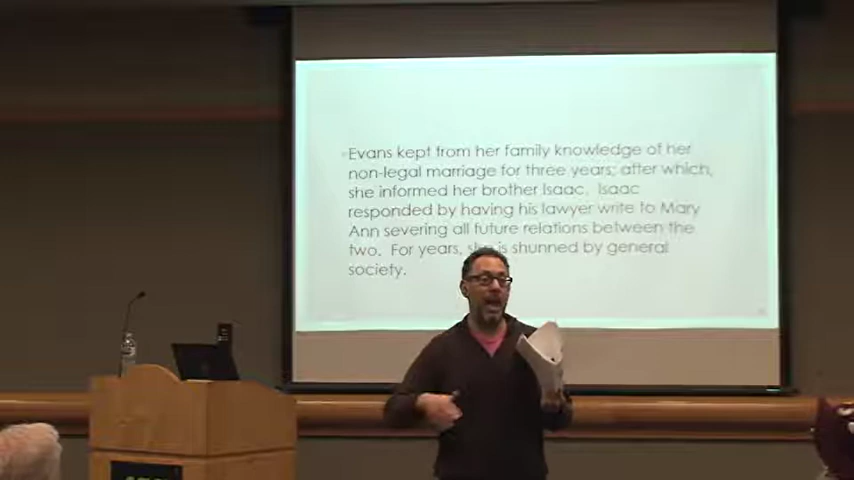 Evans kept from her family knowledge of her
non-legal marriage for three years; after which,
she informed her brother Isaac. Isaac
responded by having his lawyer write to Mary
Ann severing all future relations between the
two. For years, she is shunned by general
society.